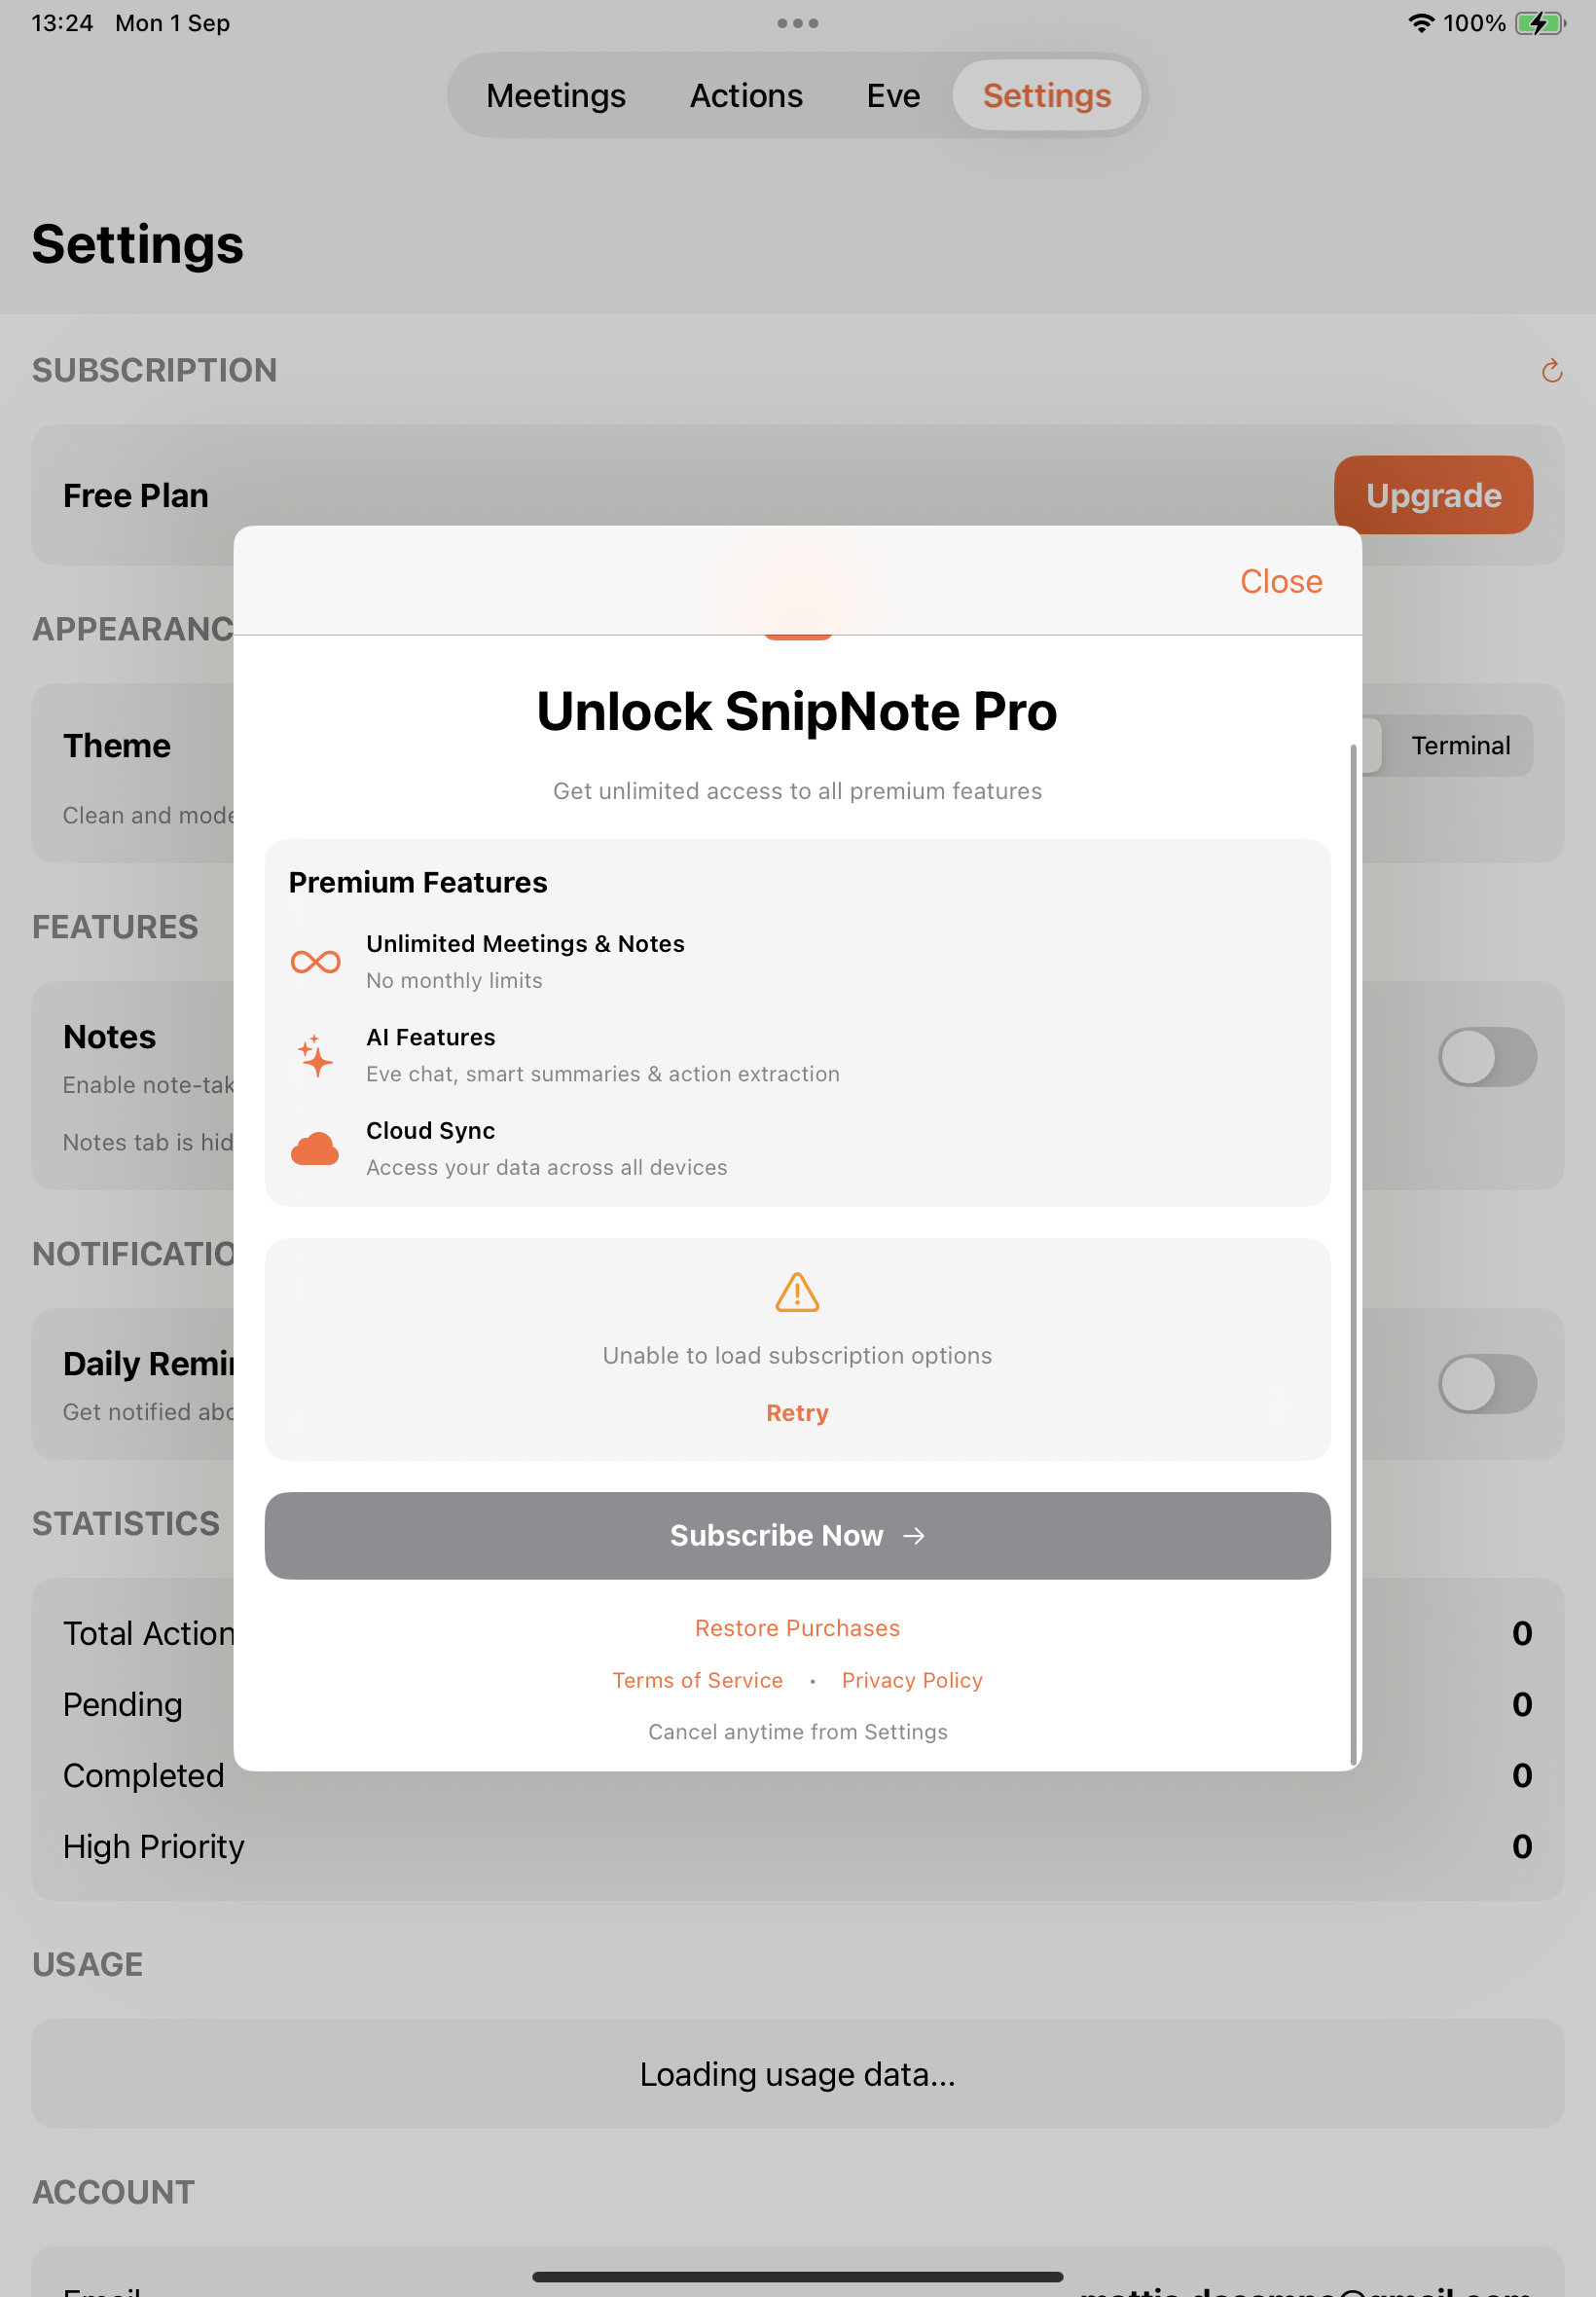 13:24 Mon 1 Sep
100%
Meetings Actions Eve Settings
Settings
SUBSCRIPTION
Free Plan
Upgrade
Close
APPEARANC
Unlock SnipNote Pro
Theme
Terminal
Get unlimited access to all premium features
Clean and mode
Premium Features
FEATURES
Unlimited Meetings & Notes
No monthly limits
Notes
AI Features
Eve chat, smart summaries & action extraction
Enable note-tak
Cloud Sync
Notes tab is hid
Access your data across all devices
NOTIFICATIO
Unable to load subscription options
Daily Remin
Get notified abo
Retry
STATISTICS
Subscribe Now →
Total Action
0
Restore Purchases
Terms of Service • Privacy Policy
Pending
0
Cancel anytime from Settings
Completed
0
High Priority
0
USAGE
Loading usage data...
ACCOUNT
Email